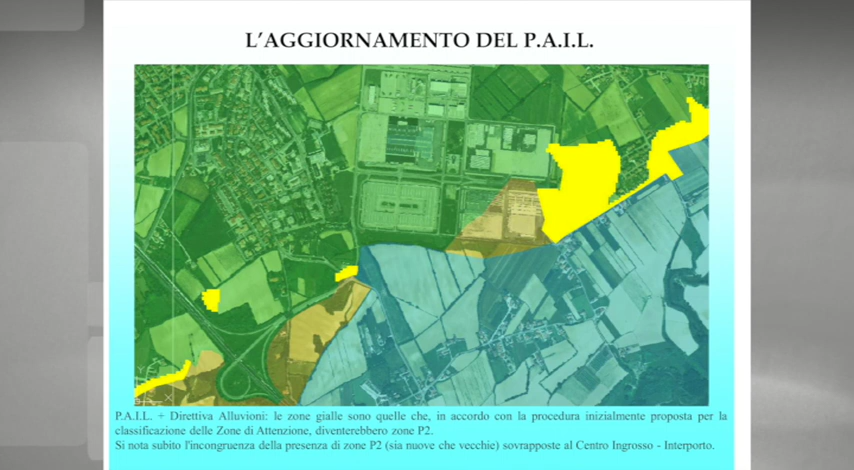 L'AGGIORNAMENTO DEL P.A.I.L.
P.A.I.L. + Direttiva Alluvioni: le zone gialle sono quelle che, in accordo con la procedura inizialmente proposta per la
classificazione delle Zone di Attenzione, diventerebbero zone P2.
Si nota subito l'incongruenza della presenza di zone P2 (sia nuove che vecchie) sovrapposte al Centro Ingrosso - Interporto.